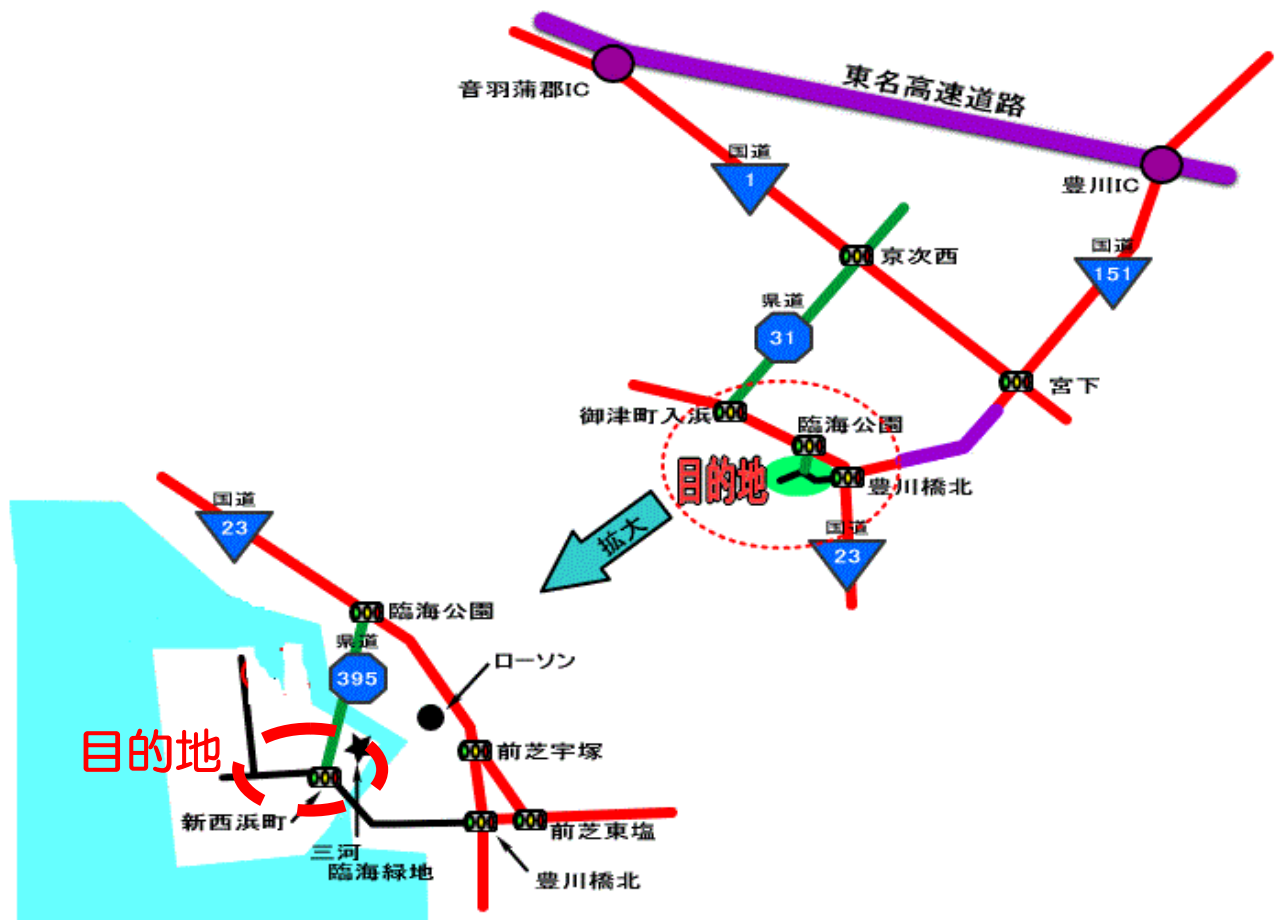 音羽蒲郡IC
東名高速道路
国道
1
豊川IC
京次西
国道
151
県道
31
宮下
御津町入浜
臨海公園
目的地
豊川橋北
国道
23
拡大
国道
23
臨海公園
県道
395
ローソン
目的地
前芝宇塚
新西浜町
前芝東塩
三河
臨海緑地
豊川橋北